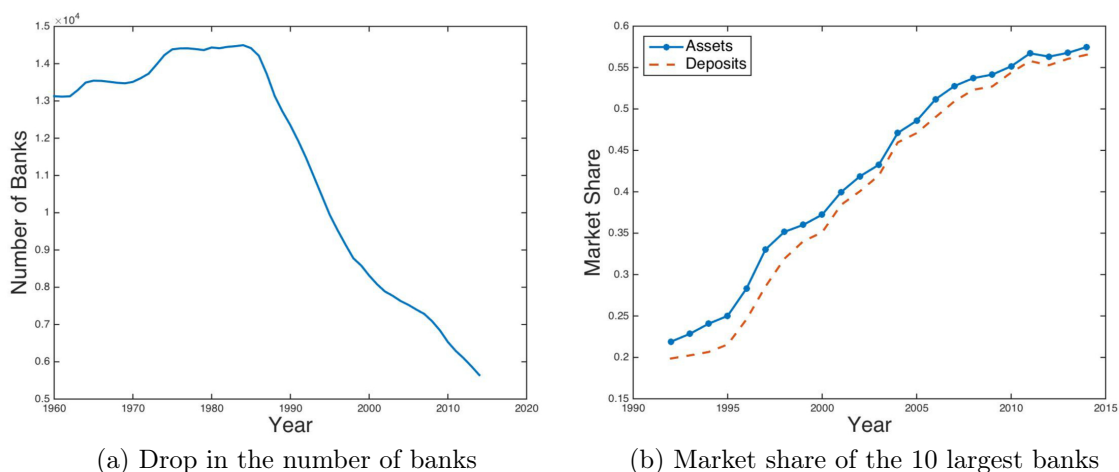 ×10⁴
1.5
1.4
1.3
1.2
1.1
1
0.9
0.8
0.7
0.6
0.5
Number of Banks
1960 1970 1980 1990 2000 2010 2020
Year
(a) Drop in the number of banks
0.6
0.55
0.5
0.45
0.4
0.35
0.3
0.25
0.2
0.15
Market Share
Assets
Deposits
1990 1995 2000 2005 2010 2015
Year
(b) Market share of the 10 largest banks